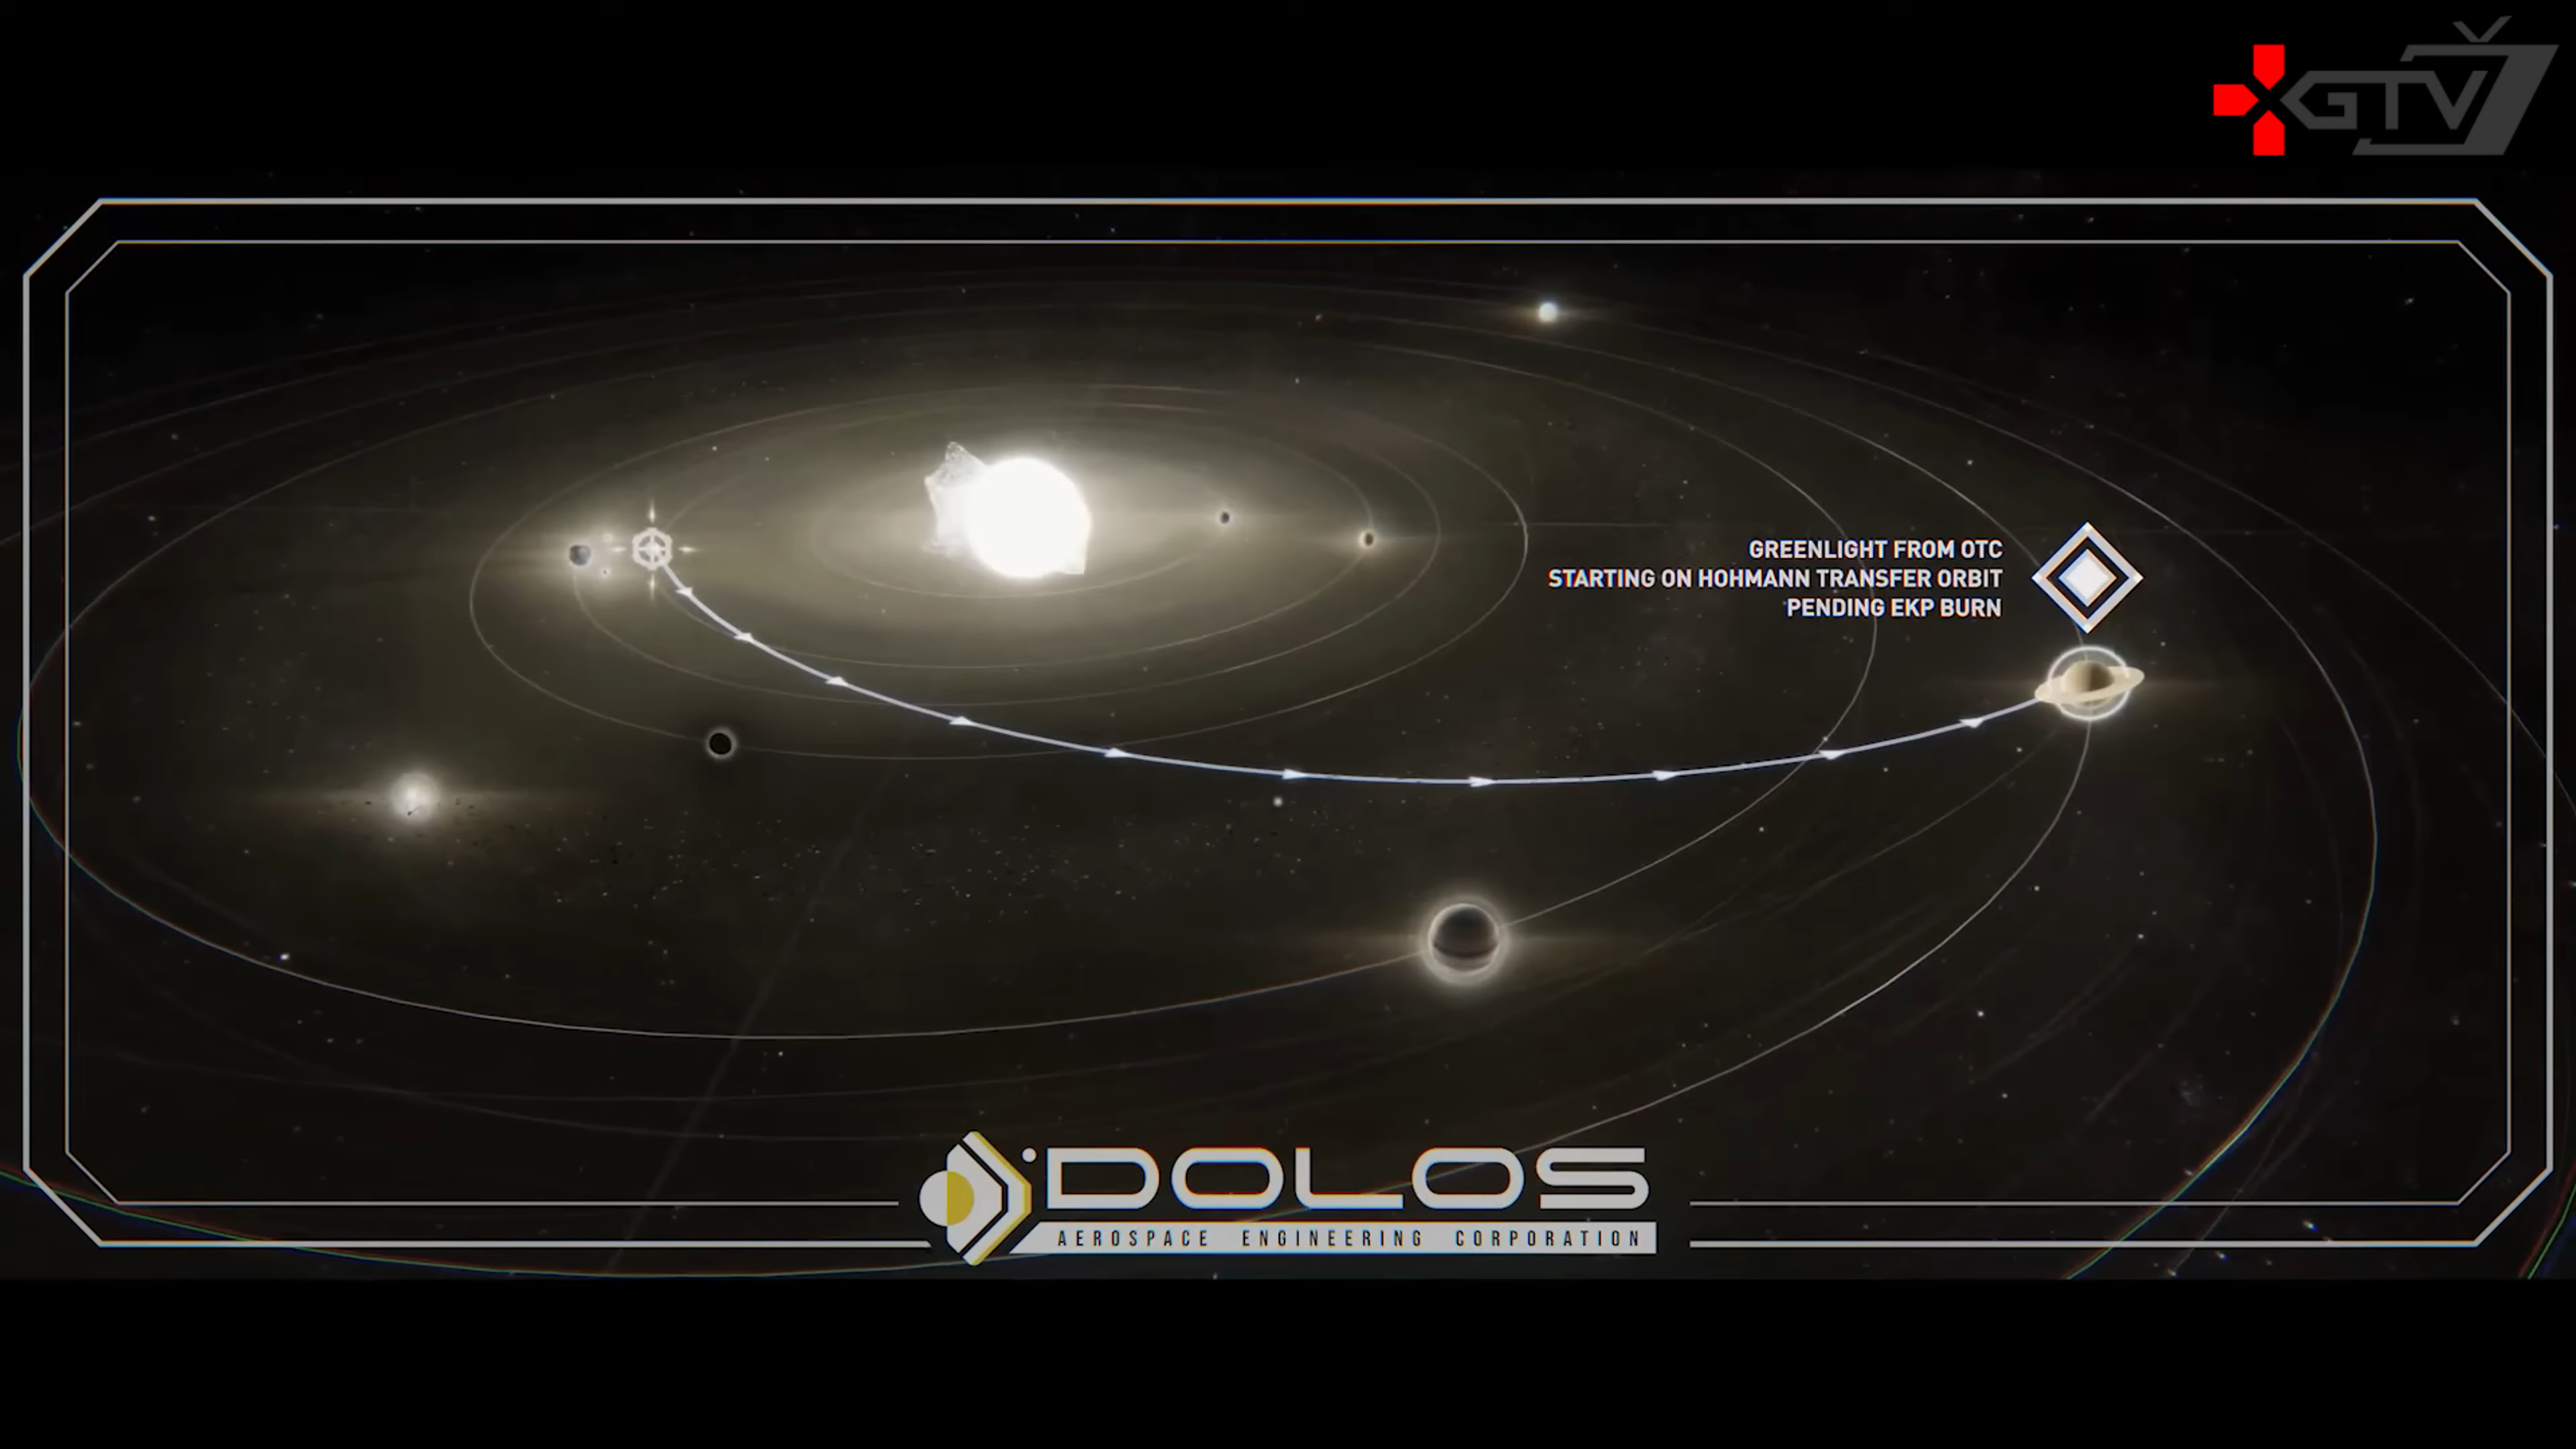 GTV
GREENLIGHT FROM OTC
STARTING ON HOHMANN TRANSFER ORBIT
PENDING EKP BURN
DOLOS
AEROSPACE ENGINEERING CORPORATION